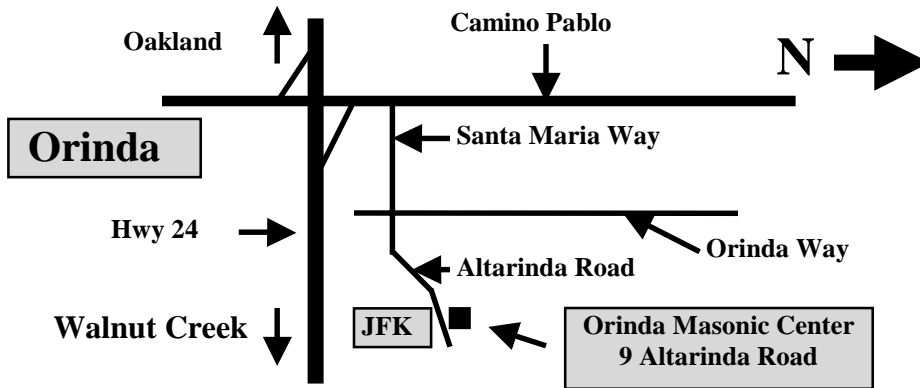 Oakland
Camino Pablo
N
Orinda
Santa Maria Way
Hwy 24
Orinda Way
Altarinda Road
Walnut Creek
JFK
Orinda Masonic Center
9 Altarinda Road